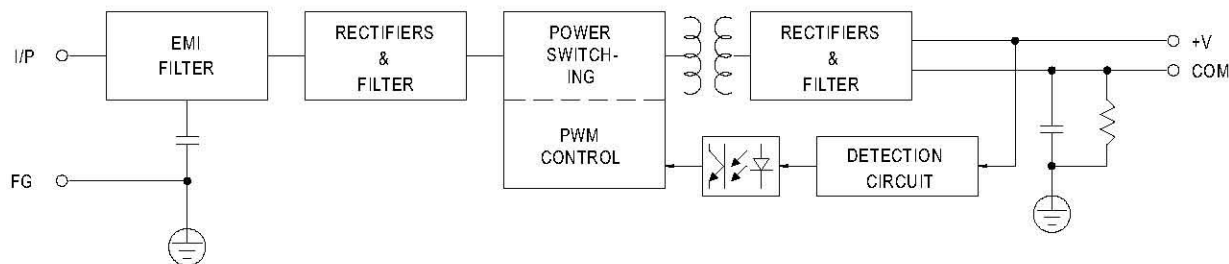 I/P
EMI
FILTER
RECTIFIERS
&
FILTER
POWER
SWITCH-
ING
PWM
CONTROL
RECTIFIERS
&
FILTER
+V
COM
DETECTION
CIRCUIT
FG